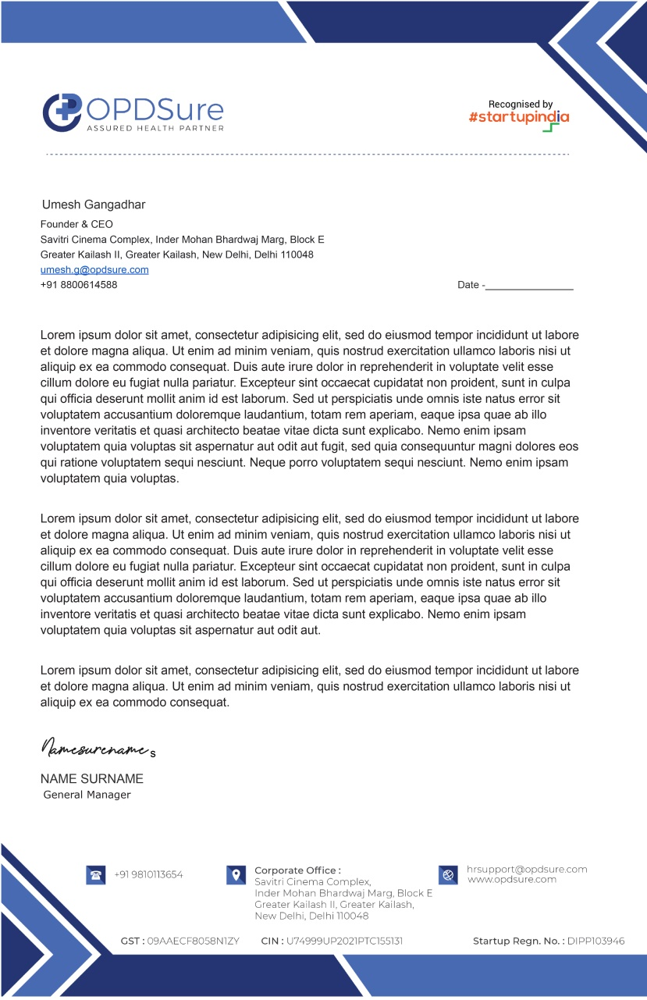 OPDSure
ASSURED HEALTH PARTNER
Recognised by
#startupindia
Umesh Gangadhar
Founder & CEO
Savitri Cinema Complex, Inder Mohan Bhardwaj Marg, Block E
Greater Kailash II, Greater Kailash, New Delhi, Delhi 110048
umesh.g@opdsure.com
+91 8800614588
Date -________________
Lorem ipsum dolor sit amet, consectetur adipisicing elit, sed do eiusmod tempor incididunt ut labore
et dolore magna aliqua. Ut enim ad minim veniam, quis nostrud exercitation ullamco laboris nisi ut
aliquip ex ea commodo consequat. Duis aute irure dolor in reprehenderit in voluptate velit esse
cillum dolore eu fugiat nulla pariatur. Excepteur sint occaecat cupidatat non proident, sunt in culpa
qui officia deserunt mollit anim id est laborum. Sed ut perspiciatis unde omnis iste natus error sit
voluptatem accusantium doloremque laudantium, totam rem aperiam, eaque ipsa quae ab illo
inventore veritatis et quasi architecto beatae vitae dicta sunt explicabo. Nemo enim ipsam
voluptatem quia voluptas sit aspernatur aut odit aut fugit, sed quia consequuntur magni dolores eos
qui ratione voluptatem sequi nesciunt. Neque porro voluptatem sequi nesciunt. Nemo enim ipsam
voluptatem quia voluptas.
Lorem ipsum dolor sit amet, consectetur adipisicing elit, sed do eiusmod tempor incididunt ut labore
et dolore magna aliqua. Ut enim ad minim veniam, quis nostrud exercitation ullamco laboris nisi ut
aliquip ex ea commodo consequat. Duis aute irure dolor in reprehenderit in voluptate velit esse
cillum dolore eu fugiat nulla pariatur. Excepteur sint occaecat cupidatat non proident, sunt in culpa
qui officia deserunt mollit anim id est laborum. Sed ut perspiciatis unde omnis iste natus error sit
voluptatem accusantium doloremque laudantium, totam rem aperiam, eaque ipsa quae ab illo
inventore veritatis et quasi architecto beatae vitae dicta sunt explicabo. Nemo enim ipsam
voluptatem quia voluptas sit aspernatur aut odit aut.
Lorem ipsum dolor sit amet, consectetur adipisicing elit, sed do eiusmod tempor incididunt ut labore
et dolore magna aliqua. Ut enim ad minim veniam, quis nostrud exercitation ullamco laboris nisi ut
aliquip ex ea commodo consequat.
Namesurename s
NAME SURNAME
General Manager
+91 9810113654
Corporate Office :
Savitri Cinema Complex,
Inder Mohan Bhardwaj Marg, Block E
Greater Kailash II, Greater Kailash,
New Delhi, Delhi 110048
hrsupport@opdsure.com
www.opdsure.com
GST : 09AAECF8058N1ZY
CIN : U74999UP2021PTC155131
Startup Regn. No. : DIPP103946